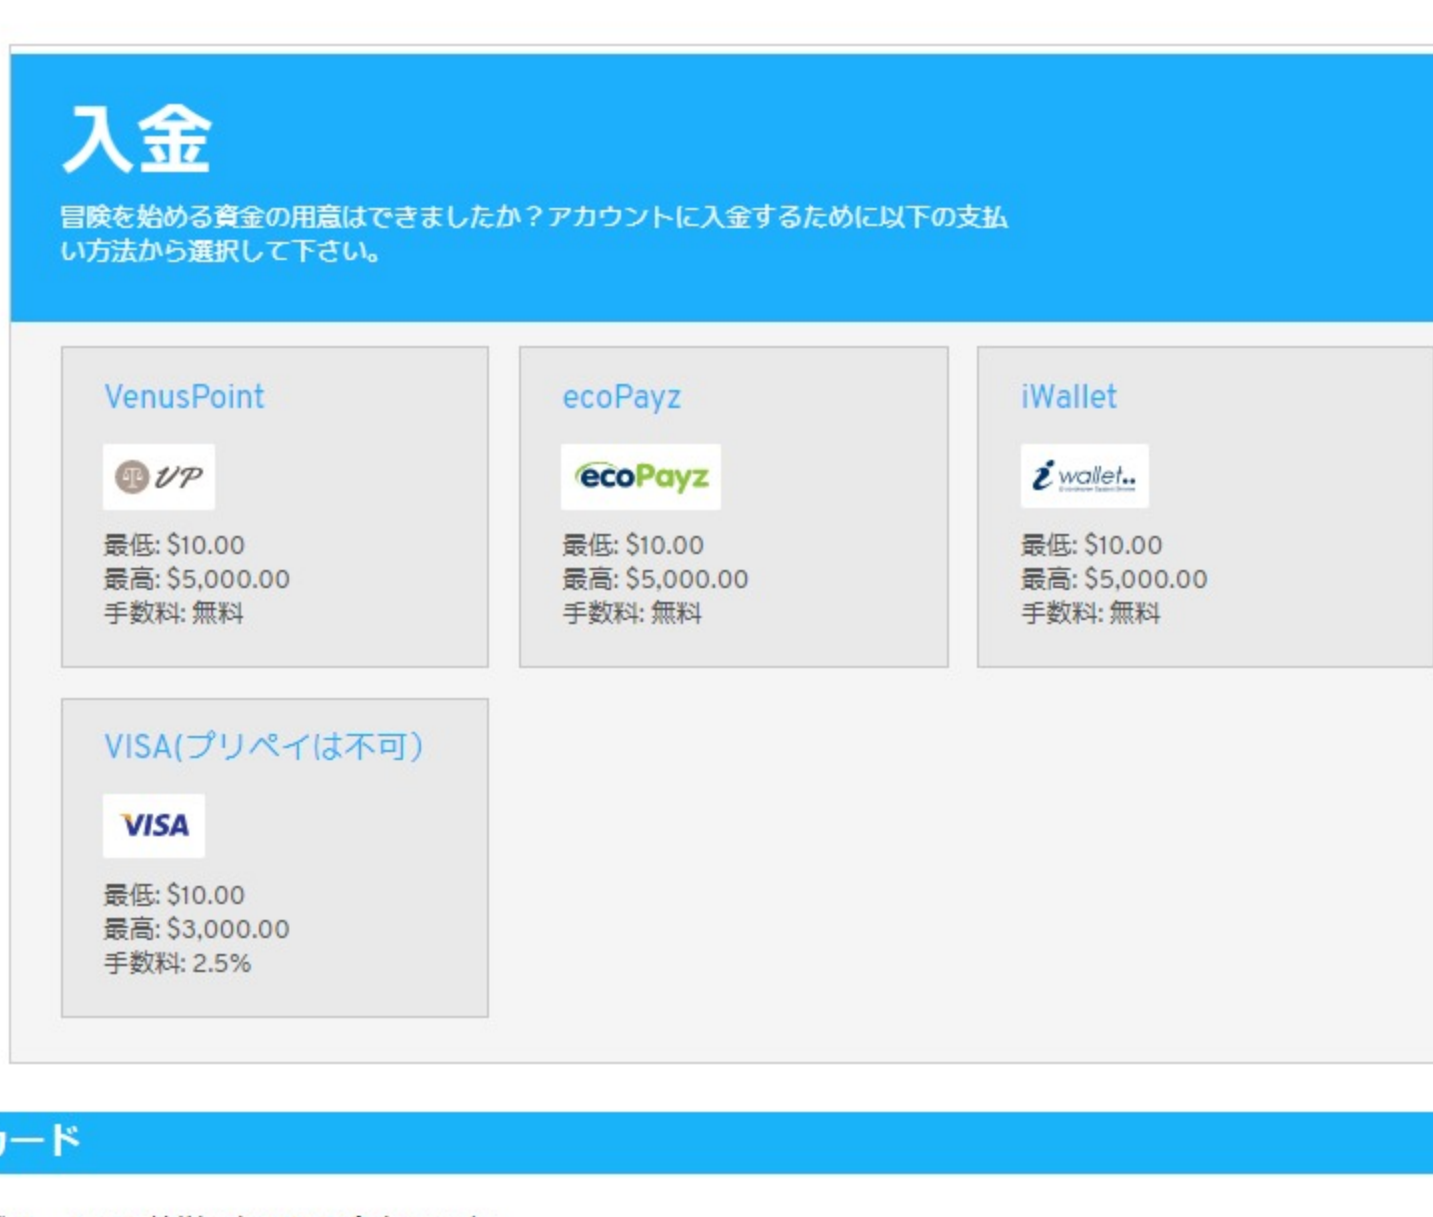 入金
冒険を始める資金の用意はできましたか？アカウントに入金するために以下の支払
い方法から選択して下さい。
VenusPoint
VP
最低: $10.00
最高: $5,000.00
手数料: 無料
ecoPayz
ecoPayz
最低: $10.00
最高: $5,000.00
手数料: 無料
iWallet
i wallet..
最低: $10.00
最高: $5,000.00
手数料: 無料
VISA(プリペイは不可）
VISA
最低: $10.00
最高: $3,000.00
手数料: 2.5%
ード